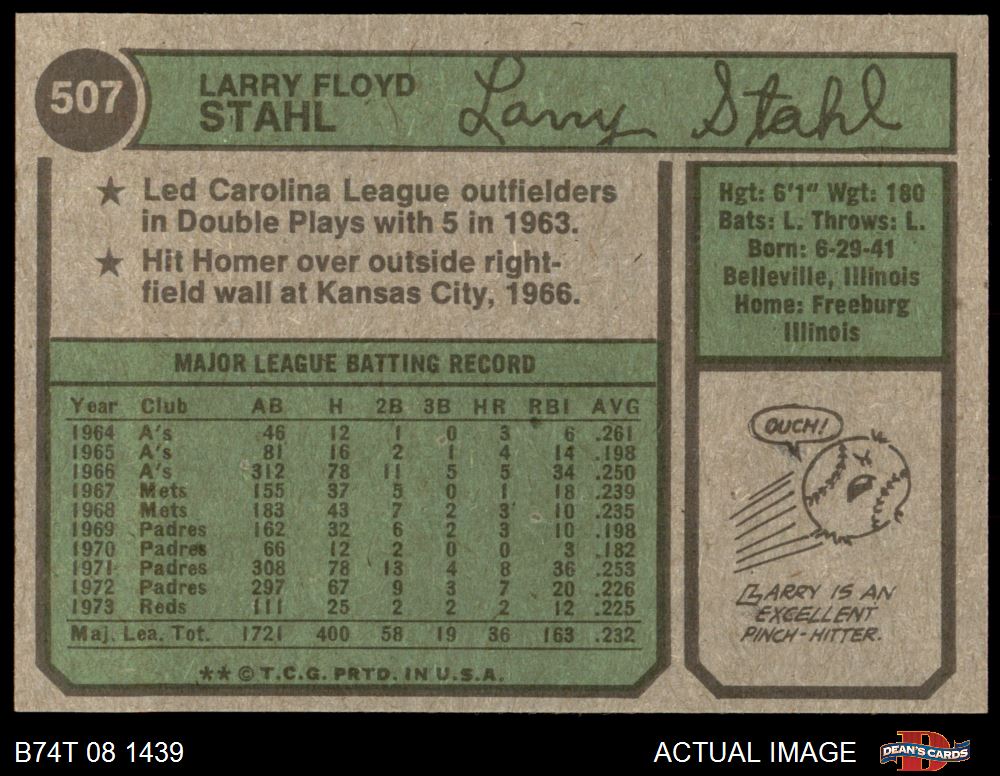 507
LARRY FLOYD
STAHL
Larry Stahl
★ Led Carolina League outfielders
in Double Plays with 5 in 1963.
★ Hit Homer over outside right-
field wall at Kansas City, 1966.
Hgt: 6'1" Wgt: 180
Bats: L. Throws: L.
Born: 6-29-41
Belleville, Illinois
Home: Freeburg
Illinois
MAJOR LEAGUE BATTING RECORD
Year Club AB H 2B 3B HR RBI AVG
1964 A's 46 12 1 0 3 6 .261
1965 A's 81 16 2 1 4 14 .198
1966 A's 312 78 11 5 5 34 .250
1967 Mets 155 37 5 0 1 18 .239
1968 Mets 183 43 7 2 3 10 .235
1969 Padres 162 32 6 2 3 10 .198
1970 Padres 66 12 2 0 0 3 .182
1971 Padres 308 78 13 4 8 36 .253
1972 Padres 297 67 9 3 7 20 .226
1973 Reds 111 25 2 2 2 12 .225
Maj. Lea. Tot. 1721 400 58 19 36 163 .232
** © T.C.G. PRTD. IN U.S.A.
OUCH!
LARRY IS AN
EXCELLENT
PINCH-HITTER.
B74T 08 1439
ACTUAL IMAGE
DEAN'S CARDS